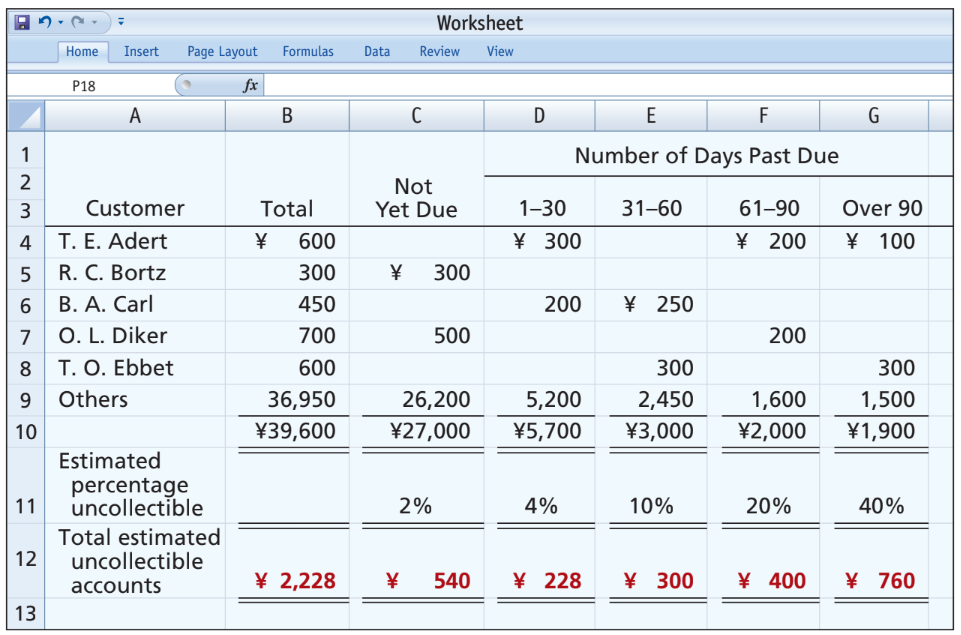 Worksheet
Home Insert Page Layout Formulas Data Review View
P18 fx
A B C D E F G
1 Number of Days Past Due
2 Not
3 Customer Total Yet Due 1–30 31–60 61–90 Over 90
4 T. E. Adert ¥ 600 ¥ 300 ¥ 200 ¥ 100
5 R. C. Bortz 300 ¥ 300
6 B. A. Carl 450 200 ¥ 250
7 O. L. Diker 700 500 200
8 T. O. Ebbet 600 300 300
9 Others 36,950 26,200 5,200 2,450 1,600 1,500
10 ¥39,600 ¥27,000 ¥5,700 ¥3,000 ¥2,000 ¥1,900
Estimated
percentage
11 uncollectible 2% 4% 10% 20% 40%
Total estimated
12 uncollectible
accounts ¥ 2,228 ¥ 540 ¥ 228 ¥ 300 ¥ 400 ¥ 760
13